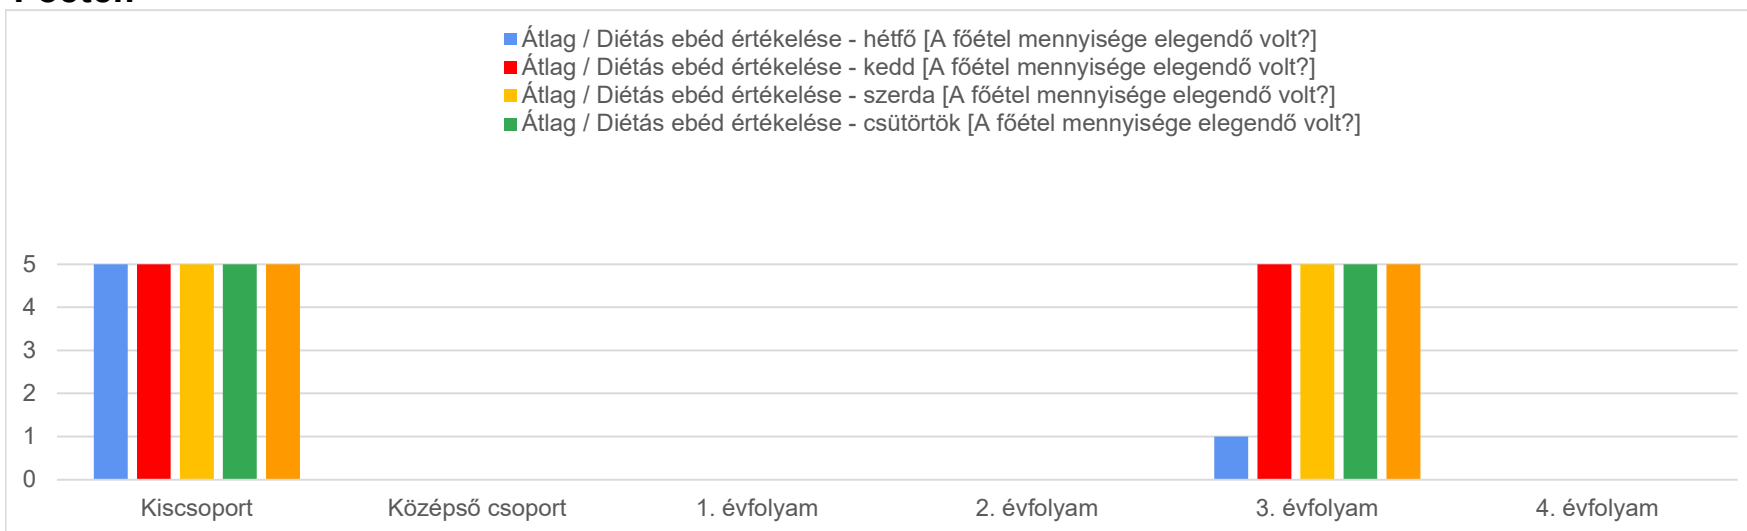 Átlag / Diétás ebéd értékelése - hétfő [A főétel mennyisége elegendő volt?]
Átlag / Diétás ebéd értékelése - kedd [A főétel mennyisége elegendő volt?]
Átlag / Diétás ebéd értékelése - szerda [A főétel mennyisége elegendő volt?]
Átlag / Diétás ebéd értékelése - csütörtök [A főétel mennyisége elegendő volt?]
5
4
3
2
1
0
Kiscsoport Középső csoport 1. évfolyam 2. évfolyam 3. évfolyam 4. évfolyam